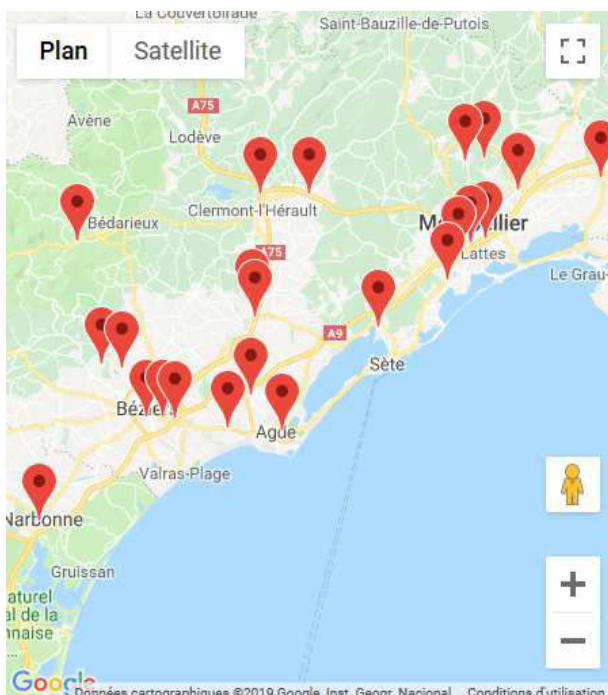 La Couvertoirade
Saint-Bauzille-de-Putois
Plan
Satellite
A75
Avène
Lodève
Clermont-l'Hérault
Bédarieux
Lattes
A75
Le Grau-
A9
Sète
Agde
Valras-Plage
Narbonne
Gruissan
aturel
al de la
nnaise
Google
Données cartographiques ©2019 Google, Inst. Geogr. Nacional
Conditions d'utilisation